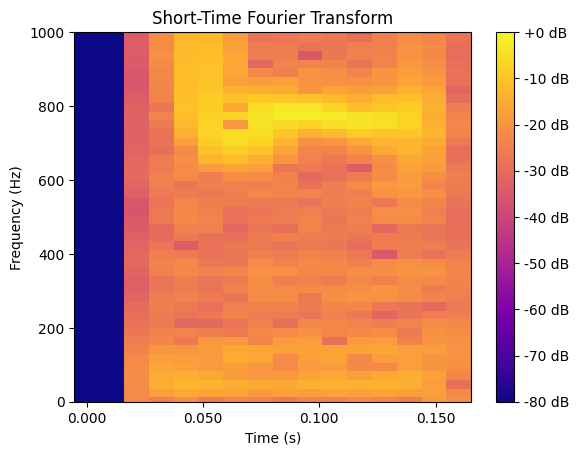 Short-Time Fourier Transform
1000
800
600
400
200
0
Frequency (Hz)
0.000
0.050
0.100
0.150
Time (s)
+0 dB
-10 dB
-20 dB
-30 dB
-40 dB
-50 dB
-60 dB
-70 dB
-80 dB